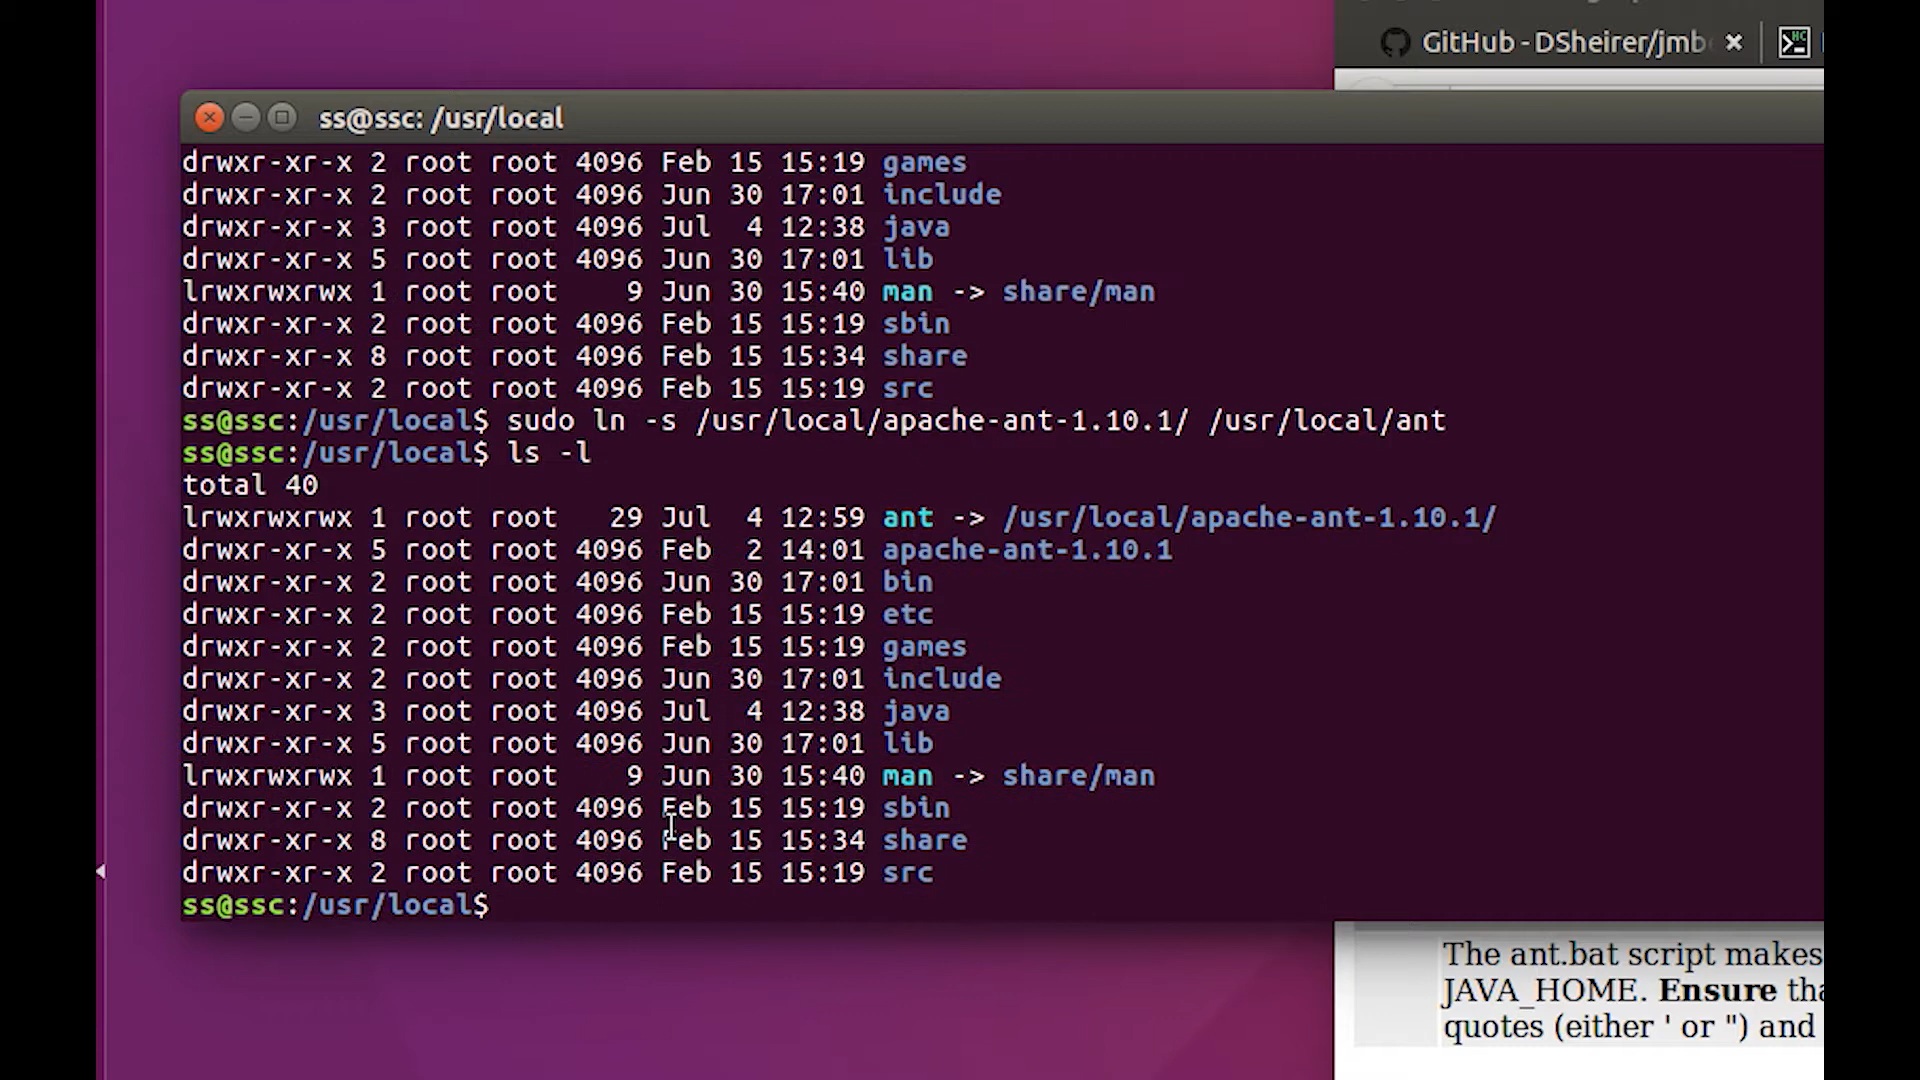 GitHub - DSheirer/jmb
ss@ssc: /usr/local
drwxr-xr-x 2 root root 4096 Feb 15 15:19 games
drwxr-xr-x 2 root root 4096 Jun 30 17:01 include
drwxr-xr-x 3 root root 4096 Jul  4 12:38 java
drwxr-xr-x 5 root root 4096 Jun 30 17:01 lib
lrwxrwxrwx 1 root root    9 Jun 30 15:40 man -> share/man
drwxr-xr-x 2 root root 4096 Feb 15 15:19 sbin
drwxr-xr-x 8 root root 4096 Feb 15 15:34 share
drwxr-xr-x 2 root root 4096 Feb 15 15:19 src
ss@ssc:/usr/local$ sudo ln -s /usr/local/apache-ant-1.10.1/ /usr/local/ant
ss@ssc:/usr/local$ ls -l
total 40
lrwxrwxrwx 1 root root   29 Jul  4 12:59 ant -> /usr/local/apache-ant-1.10.1/
drwxr-xr-x 5 root root 4096 Feb  2 14:01 apache-ant-1.10.1
drwxr-xr-x 2 root root 4096 Jun 30 17:01 bin
drwxr-xr-x 2 root root 4096 Feb 15 15:19 etc
drwxr-xr-x 2 root root 4096 Feb 15 15:19 games
drwxr-xr-x 2 root root 4096 Jun 30 17:01 include
drwxr-xr-x 3 root root 4096 Jul  4 12:38 java
drwxr-xr-x 5 root root 4096 Jun 30 17:01 lib
lrwxrwxrwx 1 root root    9 Jun 30 15:40 man -> share/man
drwxr-xr-x 2 root root 4096 Feb 15 15:19 sbin
drwxr-xr-x 8 root root 4096 Feb 15 15:34 share
drwxr-xr-x 2 root root 4096 Feb 15 15:19 src
ss@ssc:/usr/local$
The ant.bat script makes
JAVA_HOME. Ensure tha
quotes (either ' or ") and